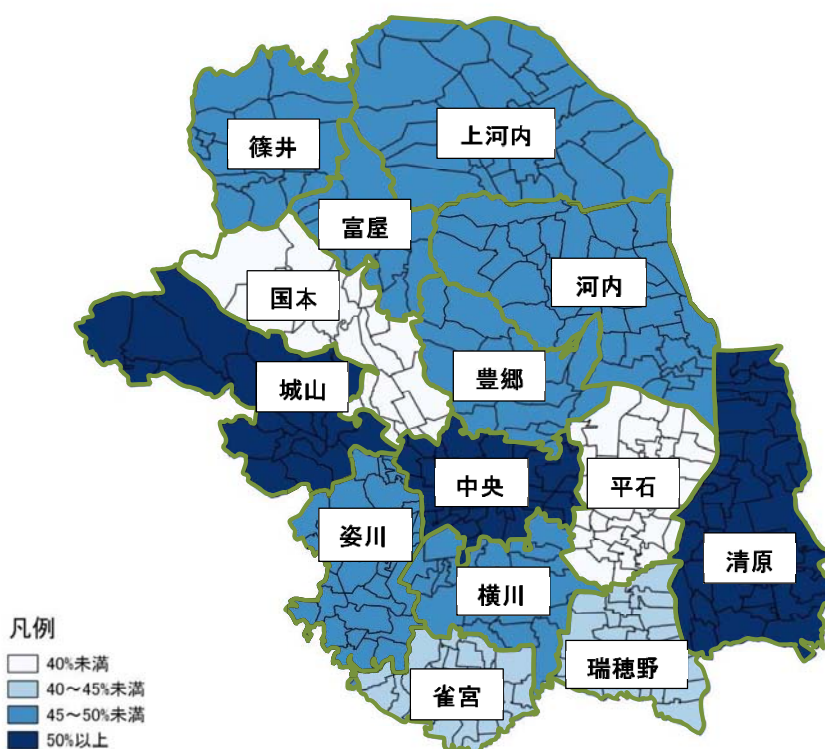 上河内
篠井
富屋
国本
河内
豊郷
城山
中央
平石
姿川
清原
横川
瑞穂野
雀宮
凡例
40%未満
40～45%未満
45～50%未満
50%以上